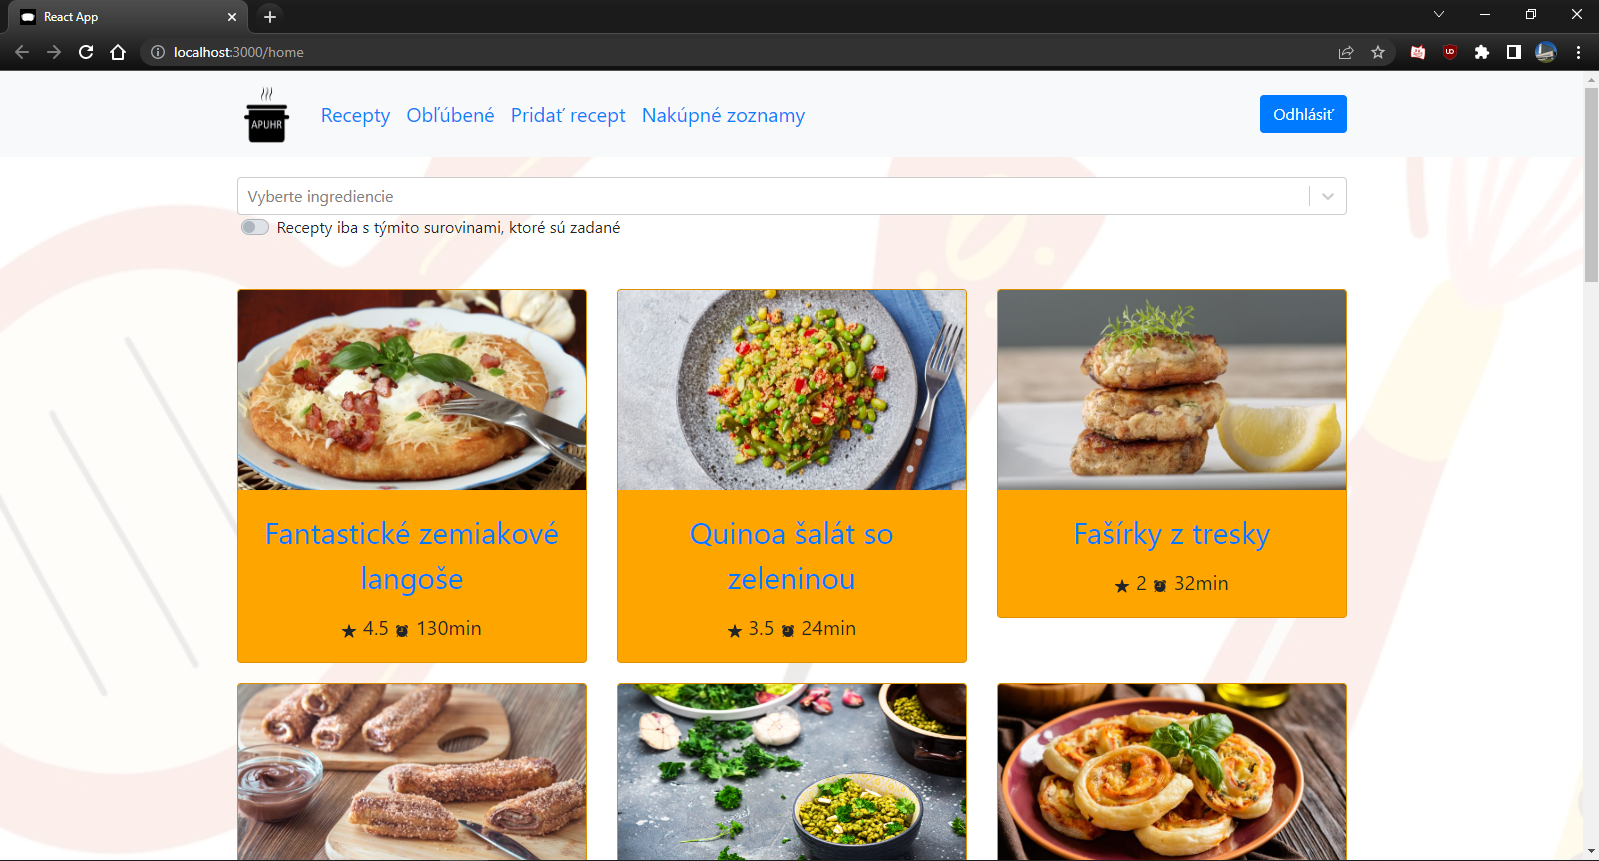 React App
localhost:3000/home
APUHR
Recepty Obľúbené Pridať recept Nakúpné zoznamy
Odhlásiť
Vyberte ingrediencie
Recepty iba s týmito surovinami, ktoré sú zadané
Fantastické zemiakové
langoše
4.5 130min
Quinoa šalát so
zeleninou
3.5 24min
Fašírky z tresky
2 32min